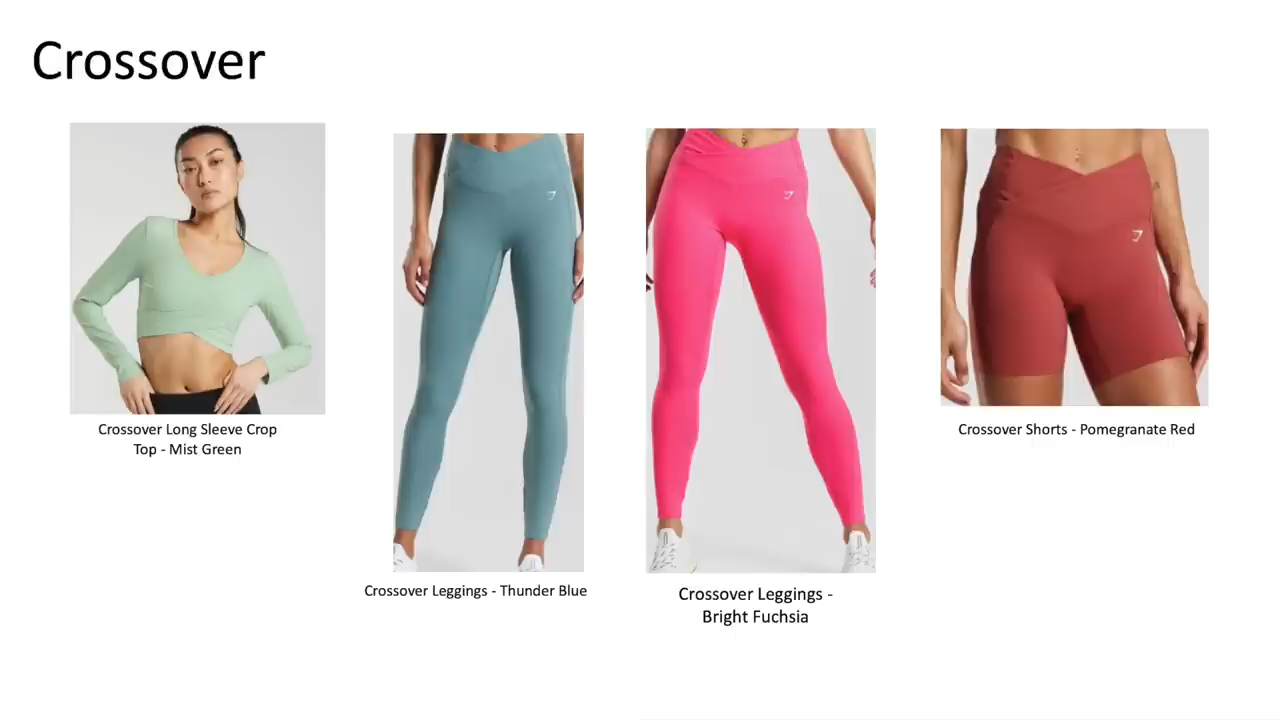 Crossover
Crossover Long Sleeve Crop
Top - Mist Green
Crossover Leggings - Thunder Blue
Crossover Leggings -
Bright Fuchsia
Crossover Shorts - Pomegranate Red